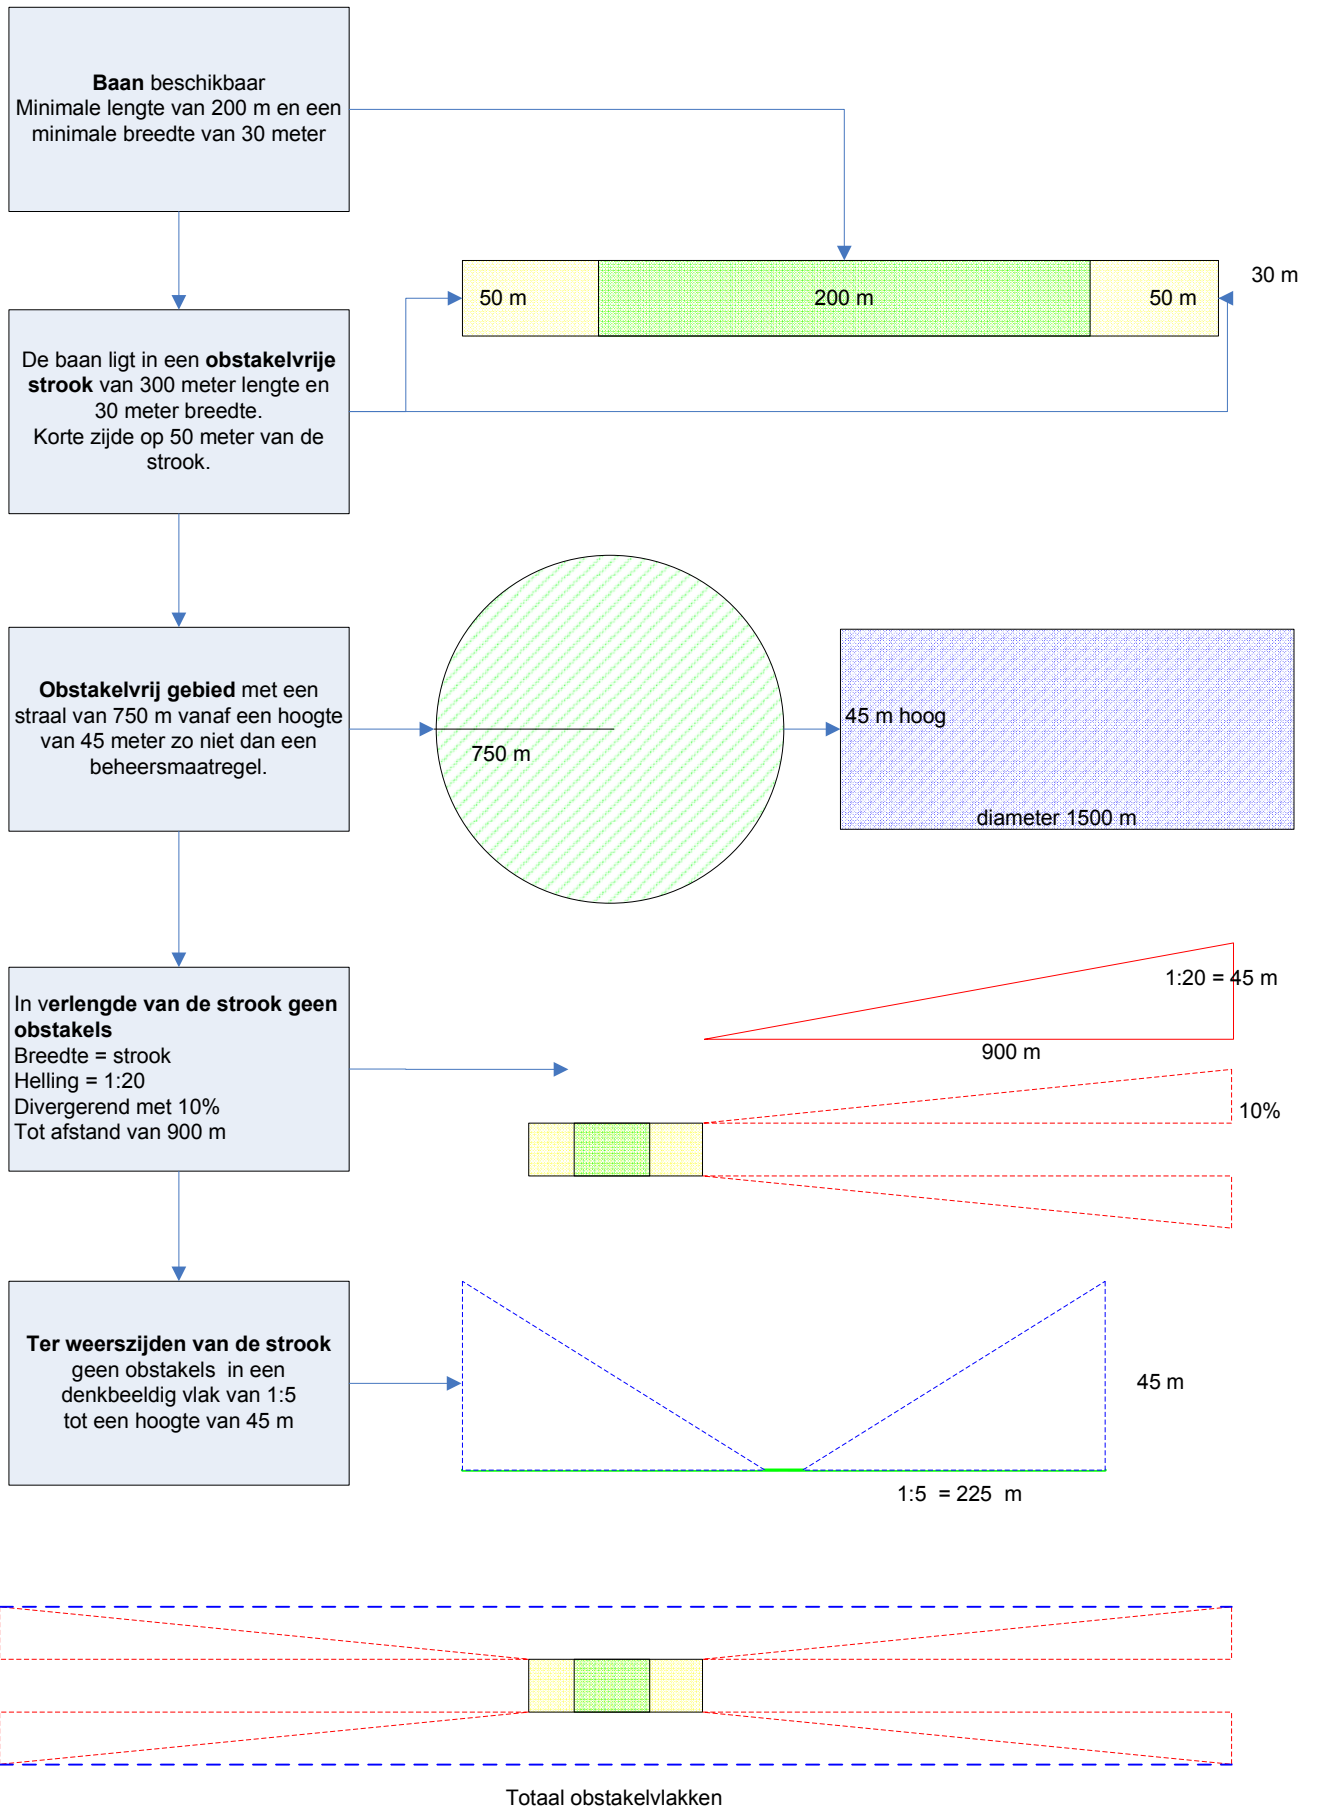 Baan beschikbaar
Minimale lengte van 200 m en een
minimale breedte van 30 meter
50 m
200 m
50 m
30 m
De baan ligt in een obstakelvrije
strook van 300 meter lengte en
30 meter breedte.
Korte zijde op 50 meter van de
strook.
Obstakelvrij gebied met een
straal van 750 m vanaf een hoogte
van 45 meter zo niet dan een
beheersmaatregel.
750 m
45 m hoog
diameter 1500 m
In verlengde van de strook geen
obstakels
Breedte = strook
Helling = 1:20
Divergerend met 10%
Tot afstand van 900 m
1:20 = 45 m
900 m
10%
Ter weerszijden van de strook
geen obstakels in een
denkbeeldig vlak van 1:5
tot een hoogte van 45 m
45 m
1:5 = 225 m
Totaal obstakelvlakken